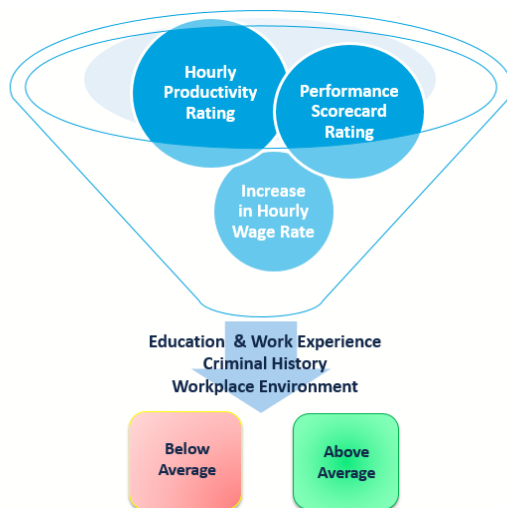 Hourly
Productivity
Rating
Performance
Scorecard
Rating
Increase
in Hourly
Wage Rate
Education & Work Experience
Criminal History
Workplace Environment
Below
Average
Above
Average